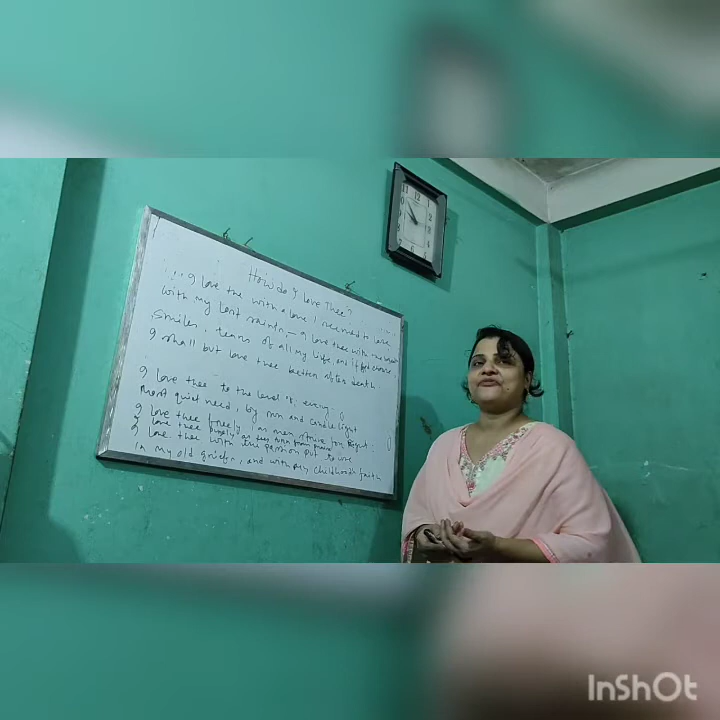 How do I Love Thee?
I love the with a love I seemed to lose
with my lost saints, - I love thee with the
smiles, tears of all my life, and if God choose
I shall but love thee better after death.
I love thee to the level of every
most quiet need, by sun and candle light
I love thee freely, as men strive for Right.
I love thee purely, as they turn from praise
I love thee with the passion put to use
In my old griefs, and with my childhood's faith
InShOt